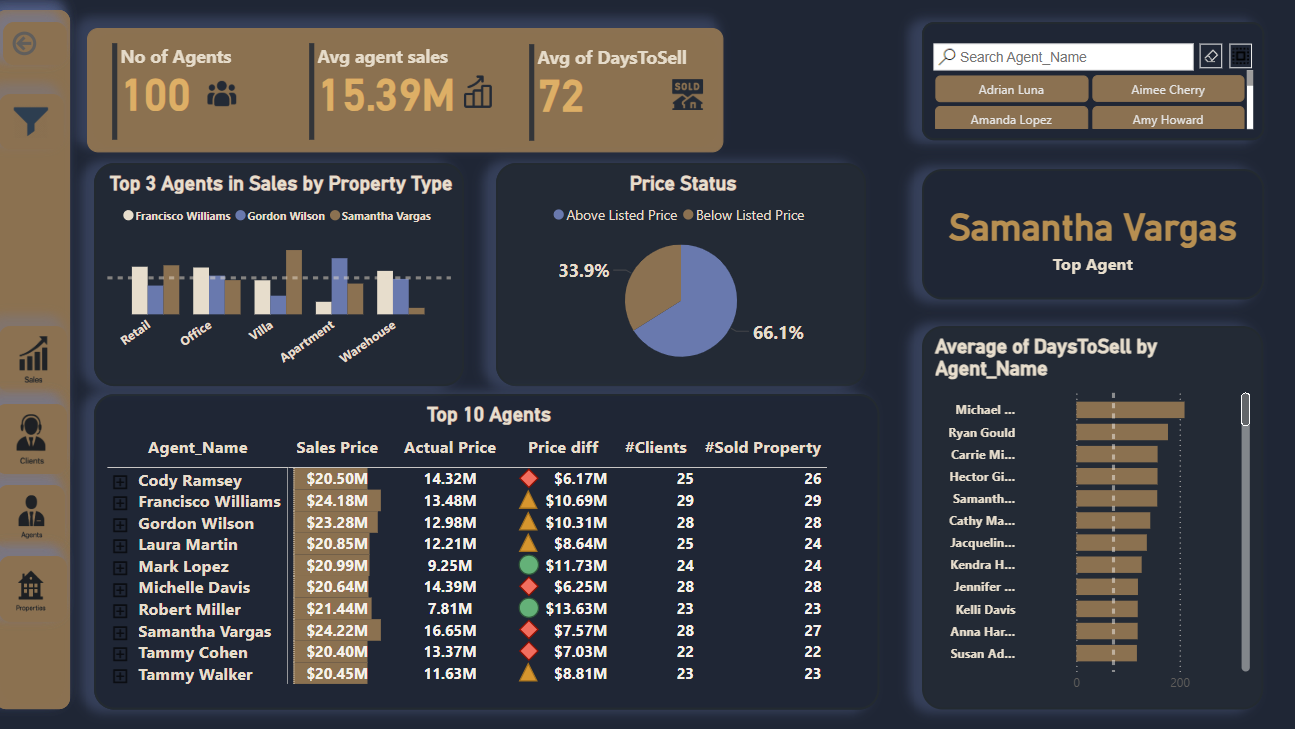 No of Agents
100
Avg agent sales
15.39M
Avg of DaysToSell
72
SOLD
Search Agent_Name
Adrian Luna
Aimee Cherry
Amanda Lopez
Amy Howard
Top 3 Agents in Sales by Property Type
Francisco Williams Gordon Wilson Samantha Vargas
Retail
Office
Villa
Apartment
Warehouse
Price Status
Above Listed Price Below Listed Price
33.9%
66.1%
Samantha Vargas
Top Agent
Sales
Clients
Agents
Properties
Top 10 Agents
Agent_Name Sales Price Actual Price Price diff #Clients #Sold Property
Cody Ramsey $20.50M 14.32M $6.17M 25 26
Francisco Williams $24.18M 13.48M $10.69M 29 29
Gordon Wilson $23.28M 12.98M $10.31M 28 28
Laura Martin $20.85M 12.21M $8.64M 25 24
Mark Lopez $20.99M 9.25M $11.73M 24 24
Michelle Davis $20.64M 14.39M $6.25M 28 28
Robert Miller $21.44M 7.81M $13.63M 23 23
Samantha Vargas $24.22M 16.65M $7.57M 28 27
Tammy Cohen $20.40M 13.37M $7.03M 22 22
Tammy Walker $20.45M 11.63M $8.81M 23 23
Average of DaysToSell by
Agent_Name
Michael ...
Ryan Gould
Carrie Mi...
Hector Gi...
Samanth...
Cathy Ma...
Jacquelin...
Kendra H...
Jennifer ...
Kelli Davis
Anna Har...
Susan Ad...
0 200